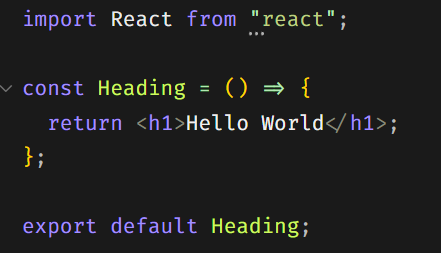 import React from "react";
const Heading = () => {
return <h1>Hello World</h1>;
};
export default Heading;